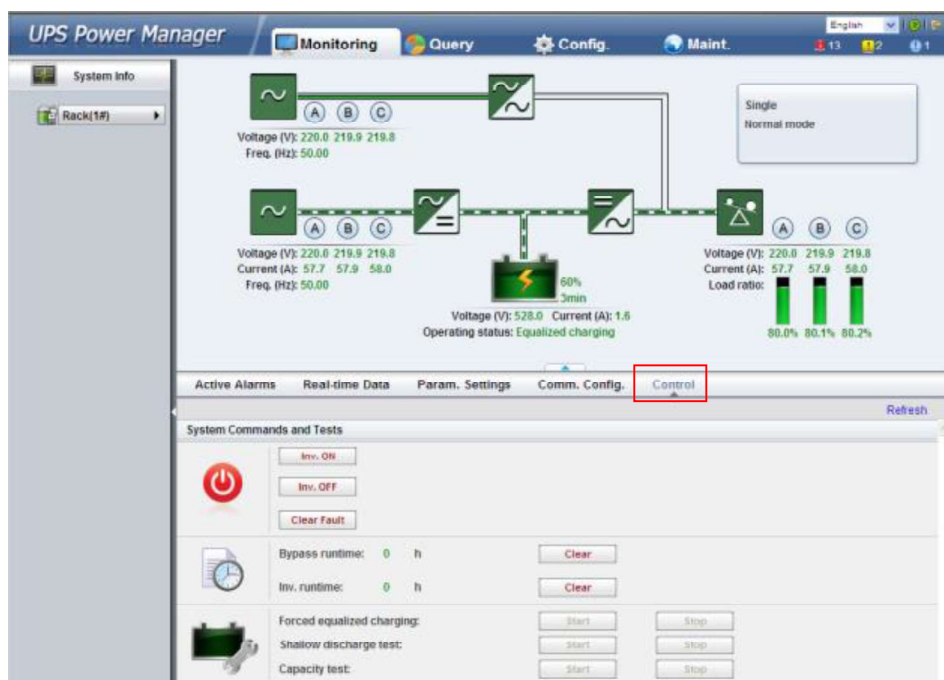 UPS Power Manager
English
Monitoring Query Config. Maint. 13 2 1
System Info
Rack(1#)
A B C
Voltage (V): 220.0 219.9 219.8
Freq. (Hz): 50.00
Single
Normal mode
A B C
Voltage (V): 220.0 219.9 219.8
Current (A): 57.7 57.9 58.0
Freq. (Hz): 50.00
60%
3min
Voltage (V): 528.0 Current (A): 1.6
Operating status: Equalized charging
A B C
Voltage (V): 220.0 219.9 219.8
Current (A): 57.7 57.9 58.0
Load ratio:
80.0% 80.1% 80.2%
Active Alarms Real-time Data Param. Settings Comm. Config. Control
Refresh
System Commands and Tests
Inv. ON
Inv. OFF
Clear Fault
Bypass runtime: 0 h Clear
Inv. runtime: 0 h Clear
Forced equalized charging: Start Stop
Shallow discharge test: Start Stop
Capacity test: Start Stop